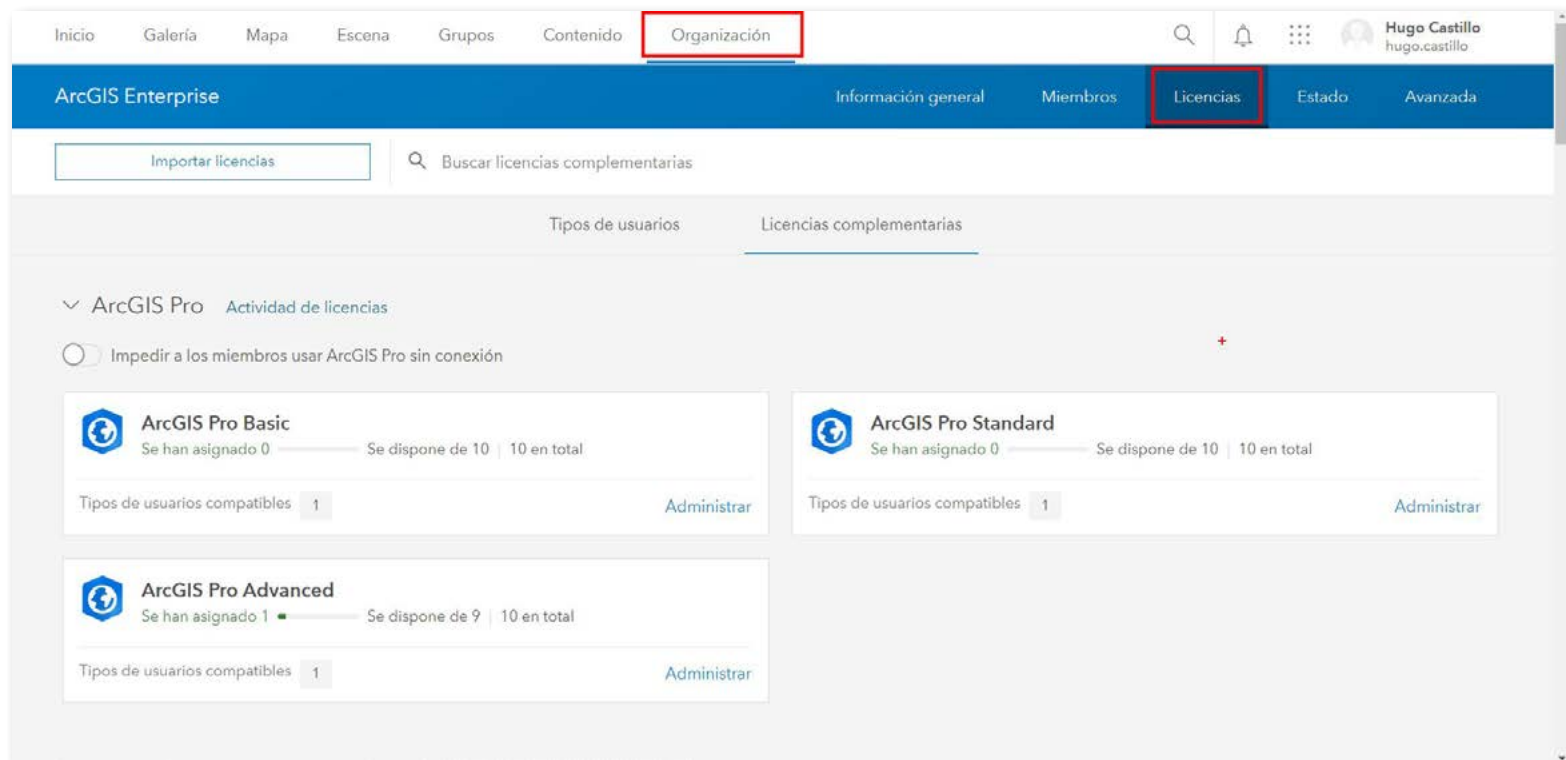 Inicio Galería Mapa Escena Grupos Contenido Organización Hugo Castillo
hugo.castillo
ArcGIS Enterprise Información general Miembros Licencias Estado Avanzada
Importar licencias Buscar licencias complementarias
Tipos de usuarios Licencias complementarias
ArcGIS Pro Actividad de licencias
Impedir a los miembros usar ArcGIS Pro sin conexión
ArcGIS Pro Basic
Se han asignado 0 Se dispone de 10 | 10 en total
Tipos de usuarios compatibles 1 Administrar
ArcGIS Pro Standard
Se han asignado 0 Se dispone de 10 | 10 en total
Tipos de usuarios compatibles 1 Administrar
ArcGIS Pro Advanced
Se han asignado 1 Se dispone de 9 | 10 en total
Tipos de usuarios compatibles 1 Administrar